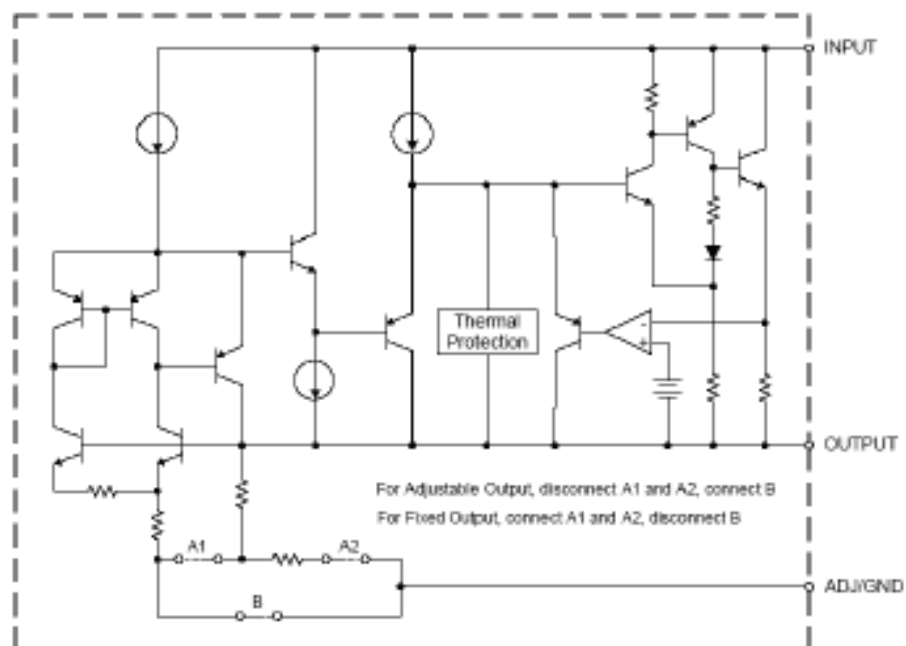 INPUT
Thermal
Protection
-
+
OUTPUT
For Adjustable Output, disconnect A1 and A2, connect B
For Fixed Output, connect A1 and A2, disconnect B
A1
A2
ADJ/GND
B